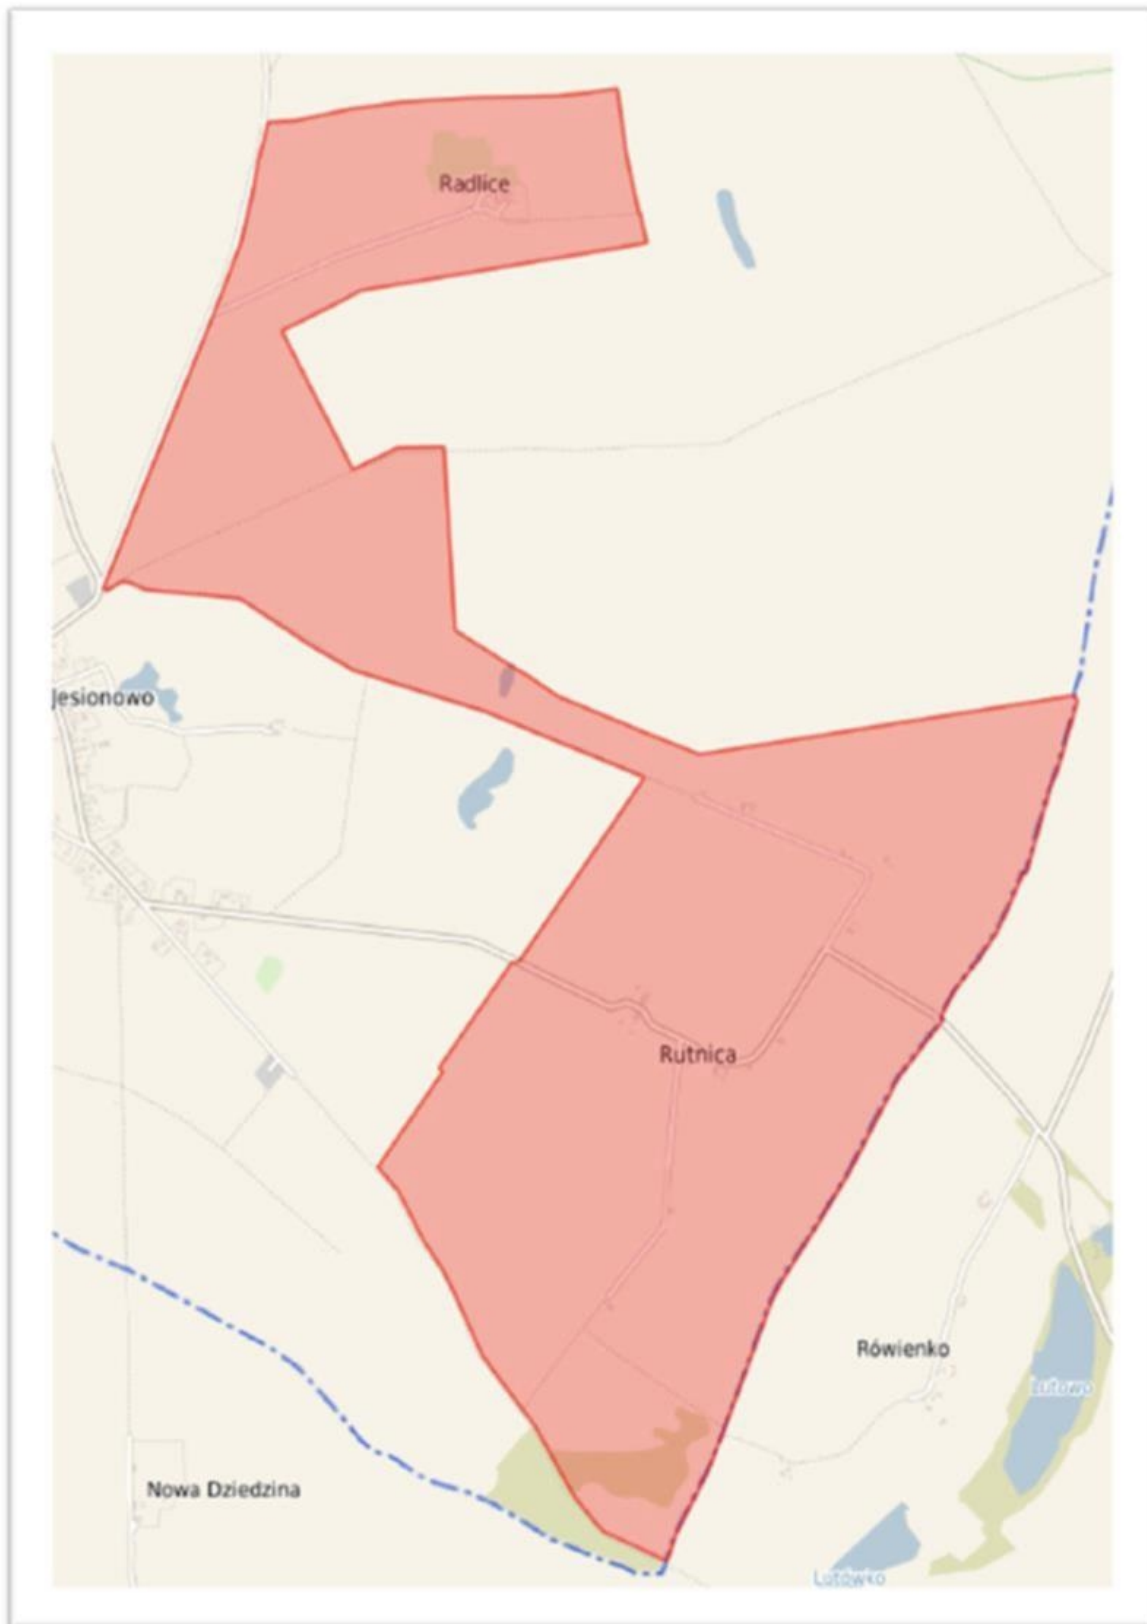 Radlice
Jesionowo
Rutnica
Rówienko
Lutowo
Nowa Dziedzina
Lutówko